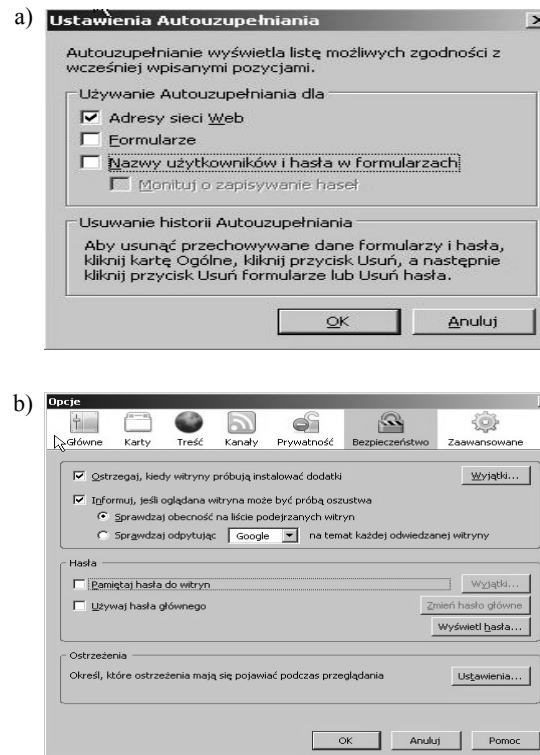 a)
Ustawienia Autouzupełniania
Autouzupełnianie wyświetla listę możliwych zgodności z
wcześniej wpisanymi pozycjami.
Używanie Autouzupełniania dla
Adresy sieci Web
Formularze
Nazwy użytkowników i hasła w formularzach
Monituj o zapisywanie haseł
Usuwanie historii Autouzupełniania
Aby usunąć przechowywane dane formularzy i hasła,
kliknij kartę Ogólne, kliknij przycisk Usuń, a następnie
kliknij przycisk Usuń formularze lub Usuń hasła.
OK Anuluj
b)
Opcje
Główne Karty Treść Kanały Prywatność Bezpieczeństwo Zaawansowane
Ostrzegaj, kiedy witryny próbują instalować dodatki Wyjątki...
Informuj, jeśli oglądana witryna może być próbą oszustwa
Sprawdzaj obecność na liście podejrzanych witryn
Sprawdzaj odpytując Google na temat każdej odwiedzanej witryny
Hasła
Pamiętaj hasła do witryn Wyjątki...
Używaj hasła głównego Zmień hasło główne
Wyświetl hasła...
Ostrzeżenia
Określ, które ostrzeżenia mają się pojawiać podczas przeglądania Ustawienia...
OK Anuluj Pomoc